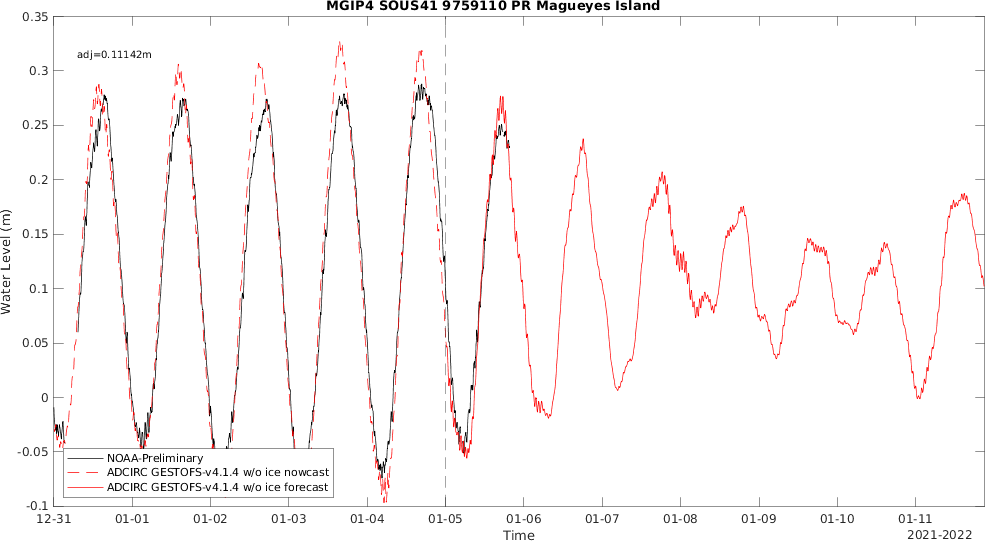 MGIP4 SOUS41 9759110 PR Magueyes Island
adj=0.11142m
Water Level (m)
0.35
0.3
0.25
0.2
0.15
0.1
0.05
0
-0.05
-0.1
NOAA-Preliminary
ADCIRC GESTOFS-v4.1.4 w/o ice nowcast
ADCIRC GESTOFS-v4.1.4 w/o ice forecast
12-31 01-01 01-02 01-03 01-04 01-05 01-06 01-07 01-08 01-09 01-10 01-11
Time
2021-2022